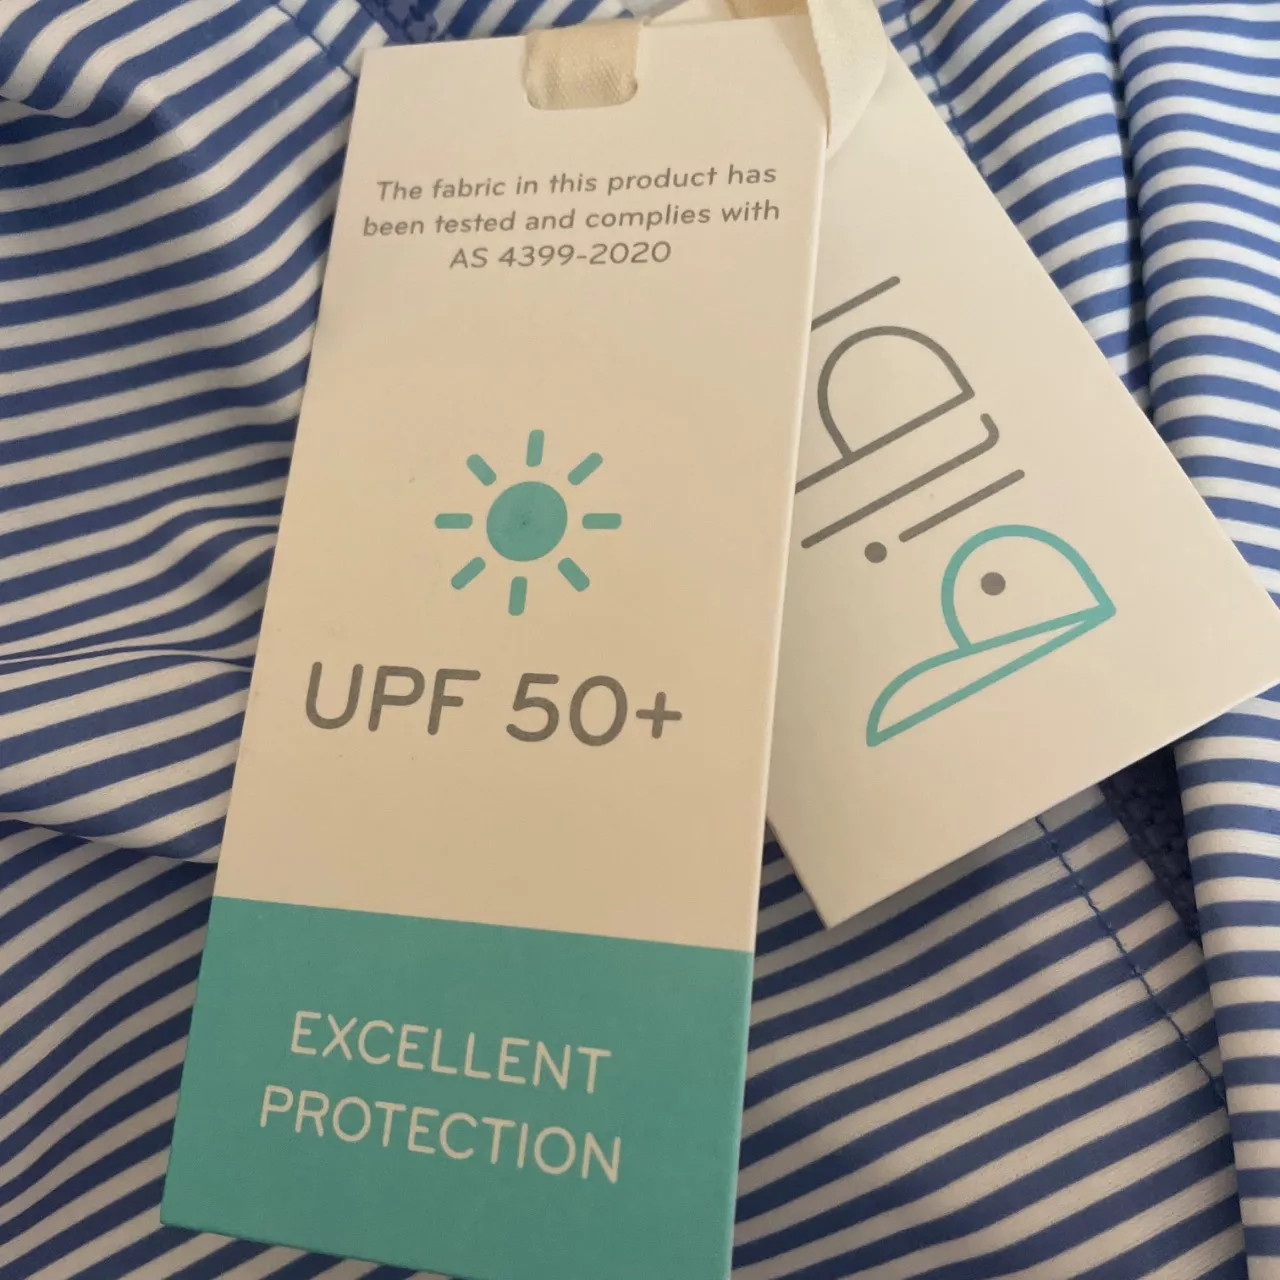 The fabric in this product has
been tested and complies with
AS 4399-2020
UPF 50+
EXCELLENT
PROTECTION